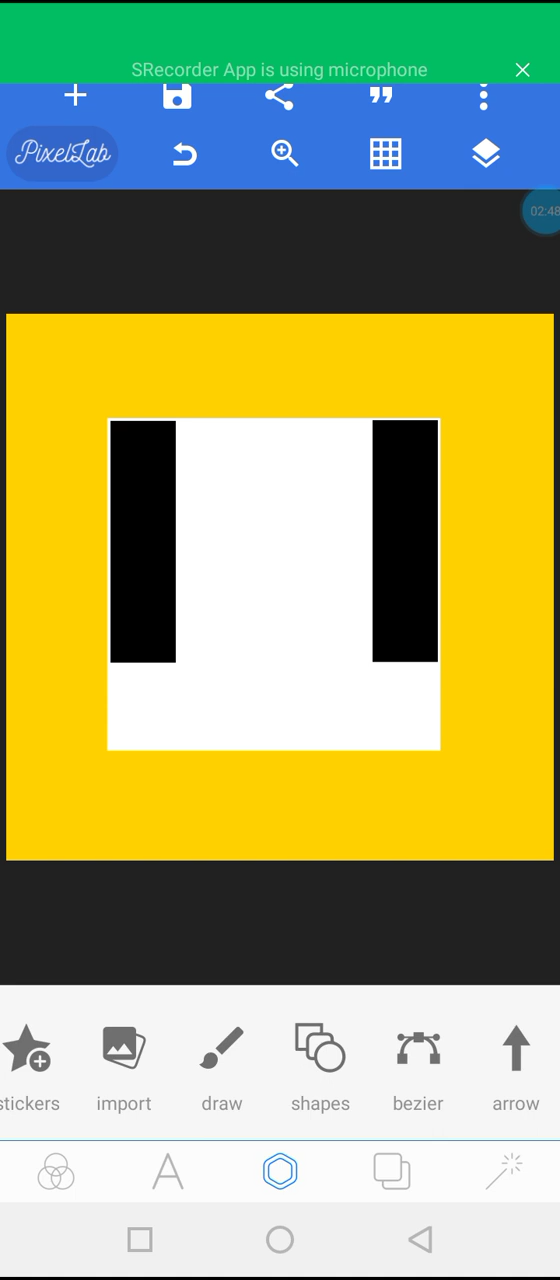 SRecorder App is using microphone
PixelLab
02:48
stickers import draw shapes bezier arrow